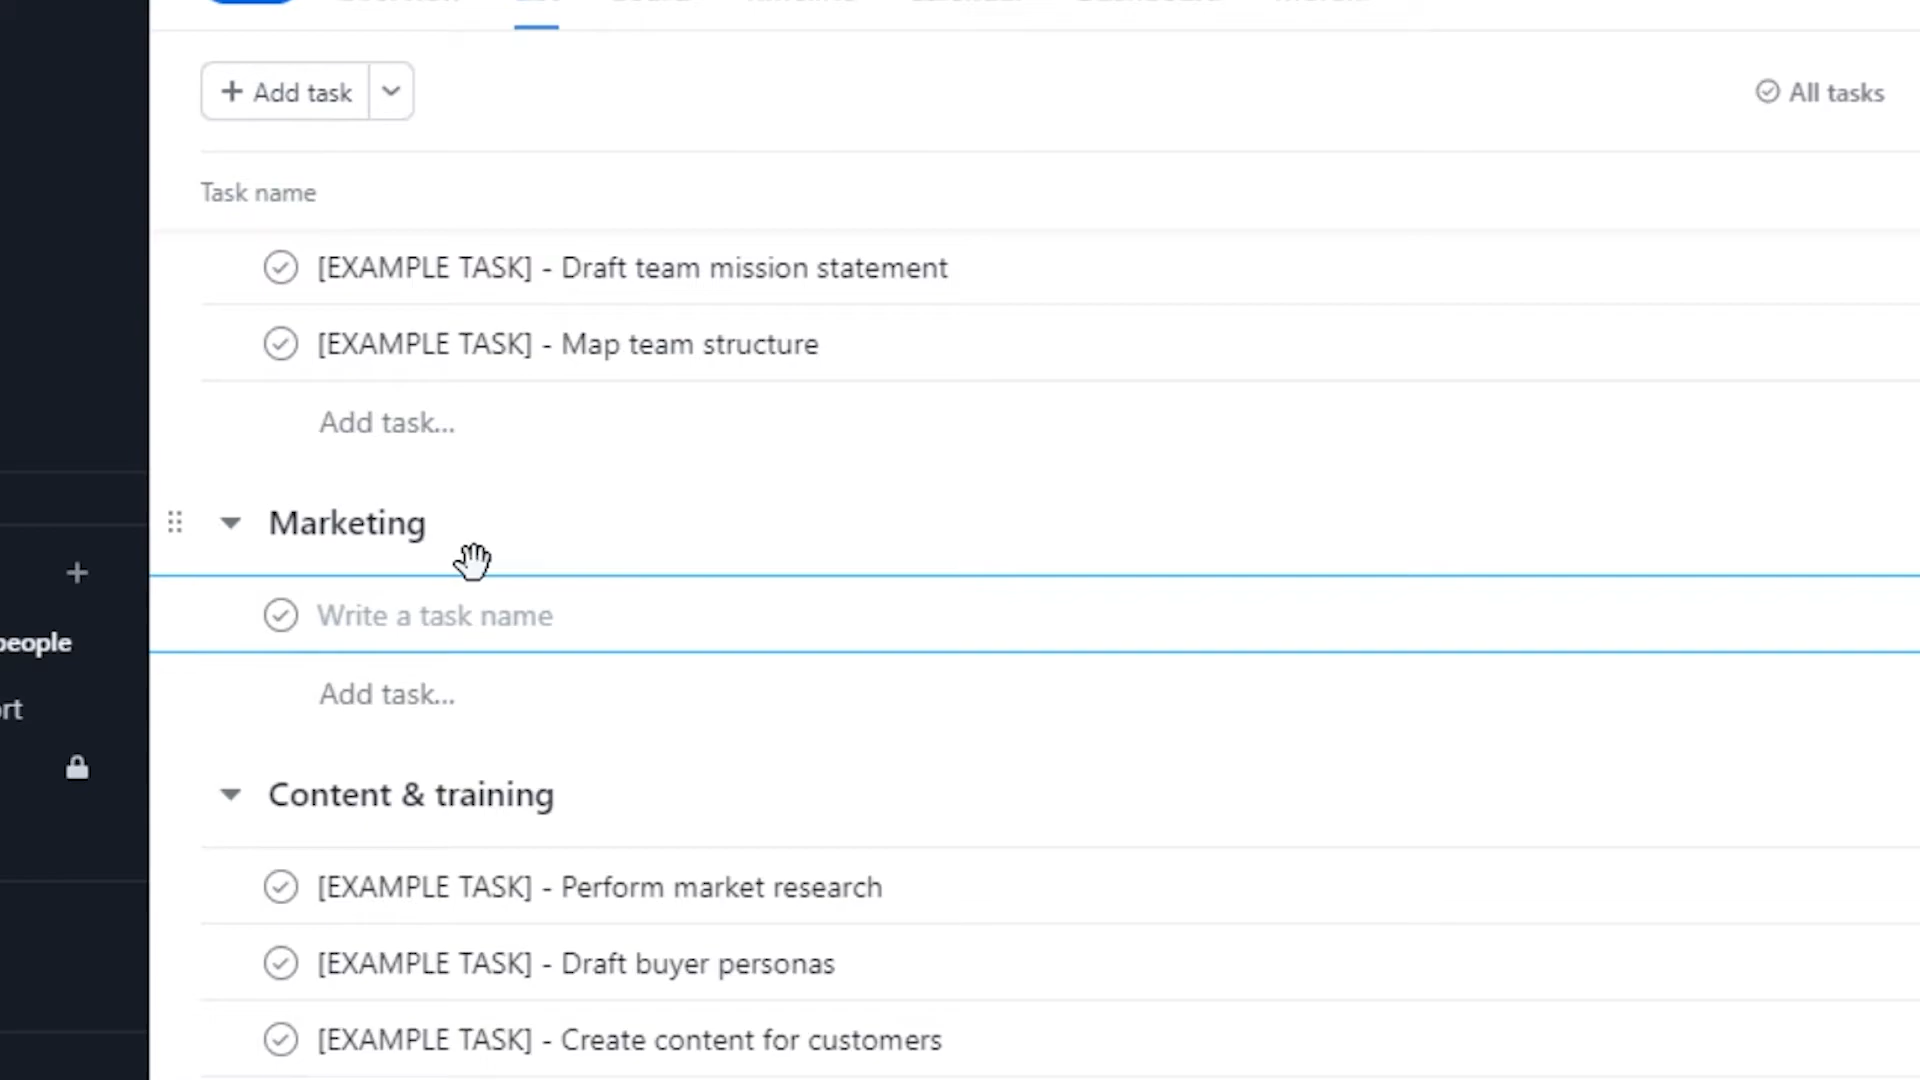 + Add task
All tasks
Task name
[EXAMPLE TASK] - Draft team mission statement
[EXAMPLE TASK] - Map team structure
Add task...
Marketing
Write a task name
people
Add task...
rt
Content & training
[EXAMPLE TASK] - Perform market research
[EXAMPLE TASK] - Draft buyer personas
[EXAMPLE TASK] - Create content for customers